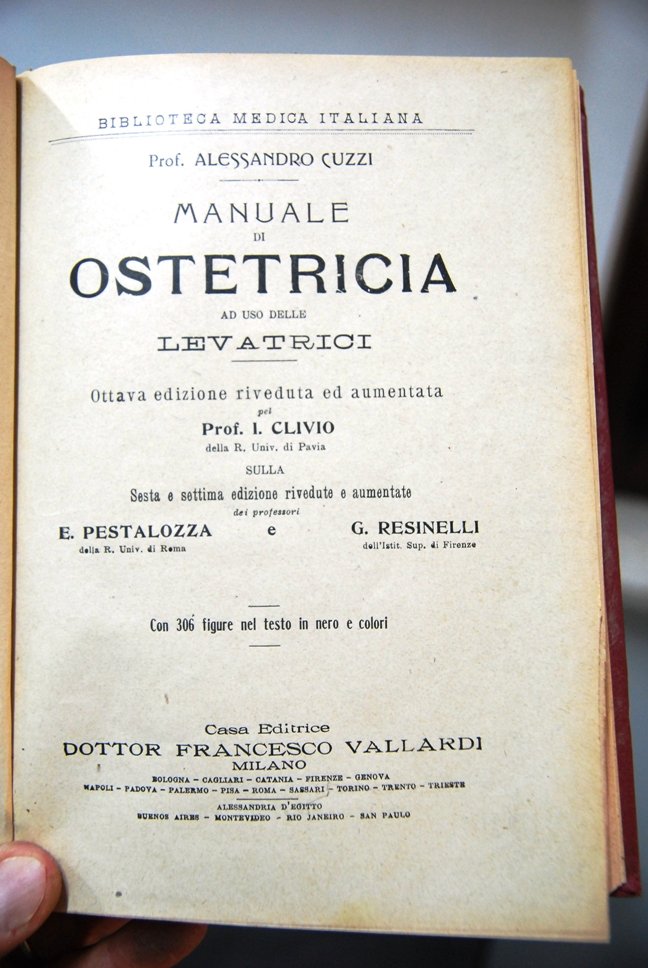 BIBLIOTECA MEDICA ITALIANA
Prof. ALESSANDRO CUZZI
MANUALE
DI
OSTETRICIA
AD USO DELLE
LEVATRICI
Ottava edizione riveduta ed aumentata
pel
Prof. I. CLIVIO
della R. Univ. di Pavia
SULLA
Sesta e settima edizione rivedute e aumentate
dei professori
E. PESTALOZZA e G. RESINELLI
della R. Univ. di Roma dell'Istit. Sup. di Firenze
Con 306 figure nel testo in nero e colori
Casa Editrice
DOTTOR FRANCESCO VALLARDI
MILANO
BOLOGNA - CAGLIARI - CATANIA - FIRENZE - GENOVA
NAPOLI - PADOVA - PALERMO - PISA - ROMA - SASSARI - TORINO - TRENTO - TRIESTE
ALESSANDRIA D'EGITTO
BUENOS AIRES - MONTEVIDEO - RIO JANEIRO - SAN PAULO